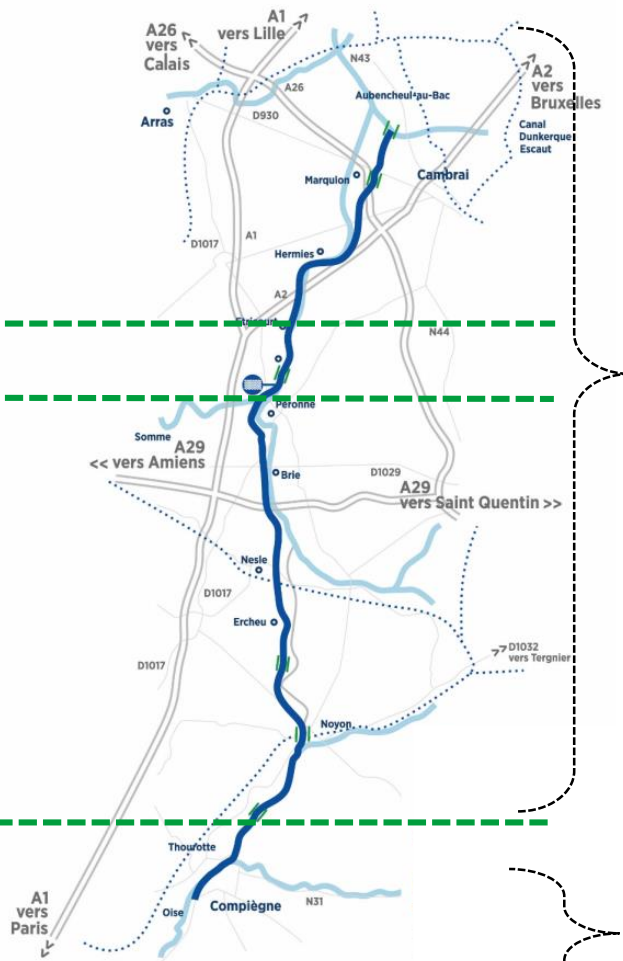 A1
vers Lille
A26
vers
Calais
N43
A26
A2
vers
Bruxelles
Aubencheul-au-Bac
Arras
D930
Canal
Dunkerque
Escaut
Marquion
Cambrai
D1017
A1
Hermies
A2
Etricourt
N44
Péronne
Somme
A29
<< vers Amiens
Brie
D1029
A29
vers Saint Quentin >>
Nesle
D1017
Ercheu
D1032
vers Tergnier
D1017
Noyon
Thourotte
A1
vers
Paris
Oise
Compiègne
N31